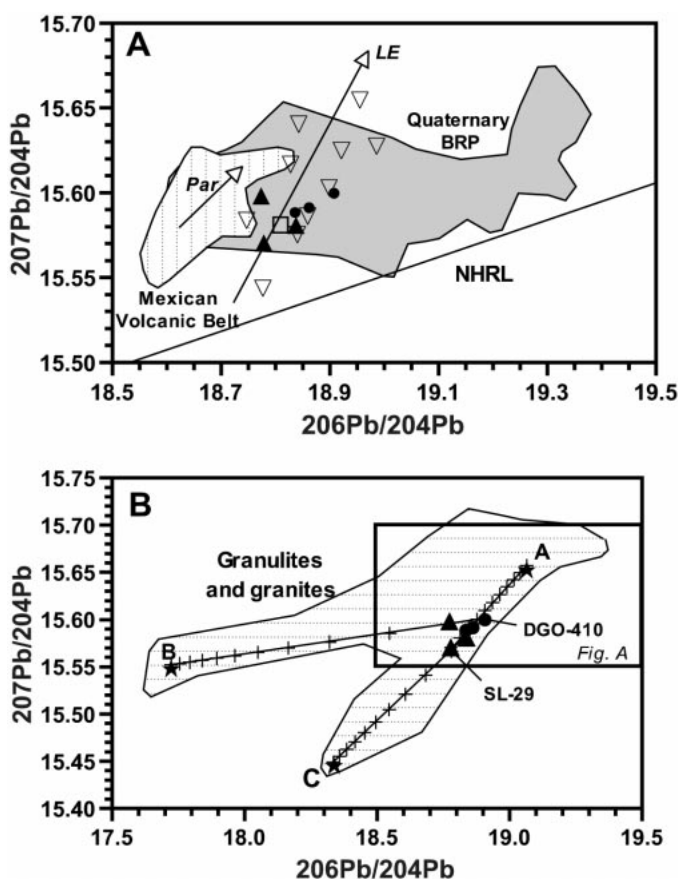 15.70
15.65
15.60
15.55
15.50
207Pb/204Pb
A
LE
Quaternary
BRP
Par
Mexican
Volcanic Belt
NHRL
18.5 18.7 18.9 19.1 19.3 19.5
206Pb/204Pb
15.75
15.70
15.65
15.60
15.55
15.50
15.45
15.40
207Pb/204Pb
B
Granulites
and granites
A
B
DGO-410
Fig. A
SL-29
C
17.5 18.0 18.5 19.0 19.5
206Pb/204Pb